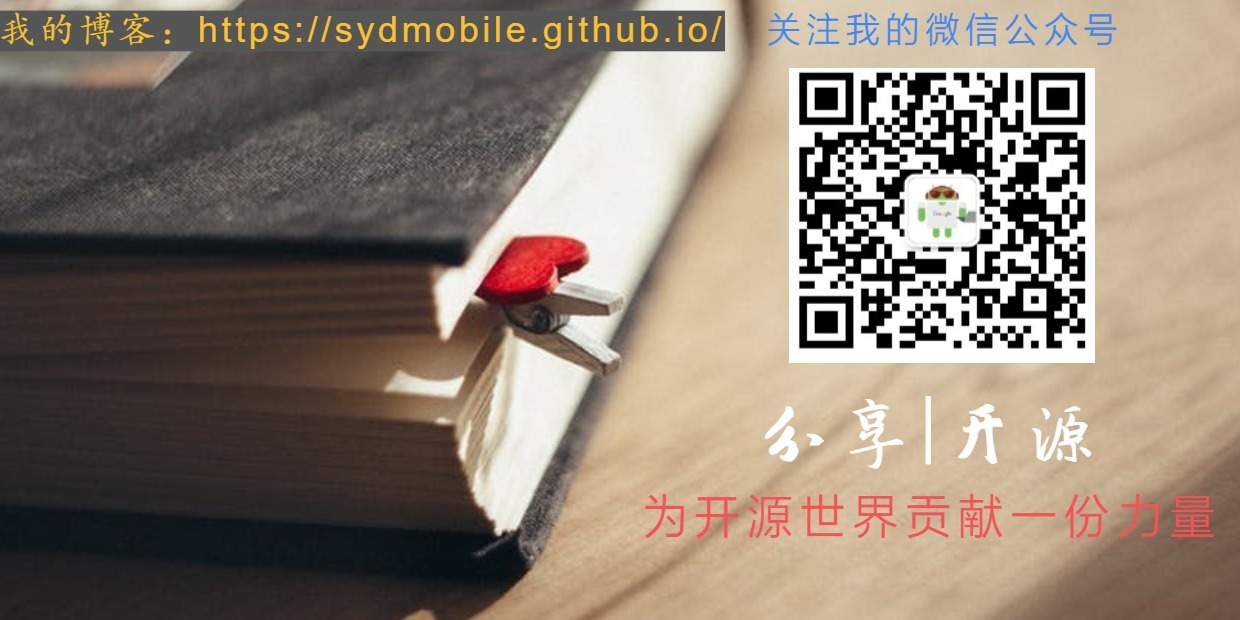 我的博客：https://sydmobile.github.io/
关注我的微信公众号
Google
分享|开源
为开源世界贡献一份力量